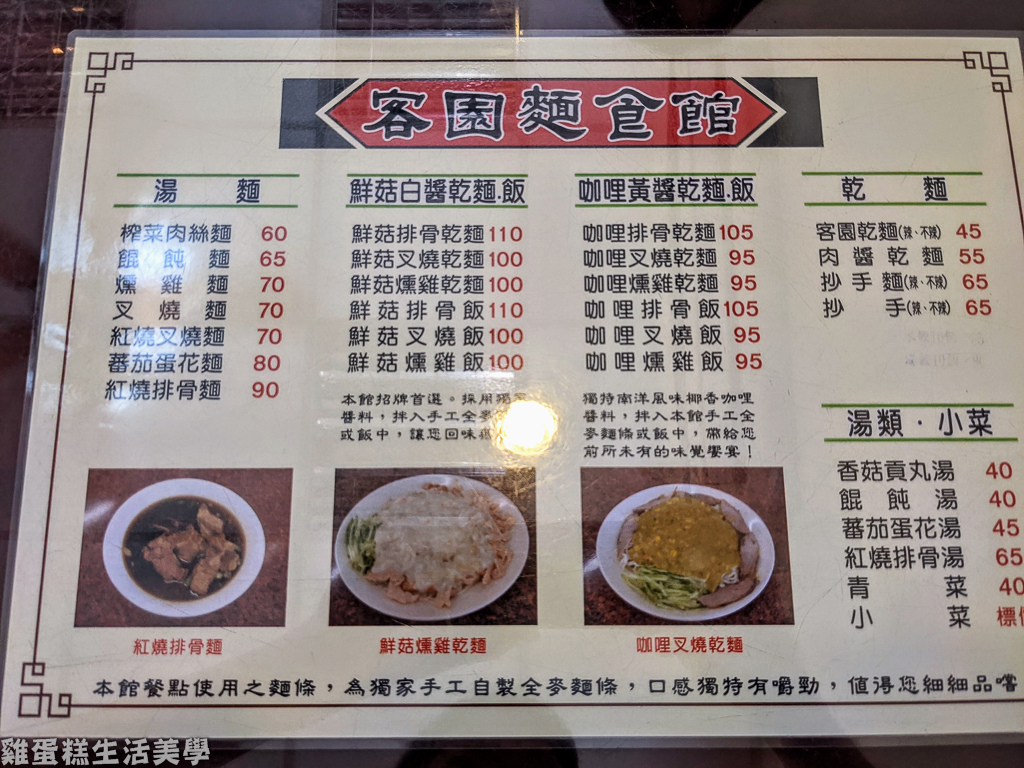 客園麵食館
湯 麵
榨菜肉絲麵 60
餛飩麵 65
燻雞麵 70
叉燒麵 70
紅燒叉燒麵 70
蕃茄蛋花麵 80
紅燒排骨麵 90
鮮菇白醬乾麵.飯
鮮菇排骨乾麵 110
鮮菇叉燒乾麵 100
鮮菇燻雞乾麵 100
鮮菇排骨飯 110
鮮菇叉燒飯 100
鮮菇燻雞飯 100
本館招牌首選。採用獨家
醬料,拌入手工全麥
或飯中,讓您回味
咖哩黃醬乾麵.飯
咖哩排骨乾麵 105
咖哩叉燒乾麵 95
咖哩燻雞乾麵 95
咖哩排骨飯 105
咖哩叉燒飯 95
咖哩燻雞飯 95
獨特南洋風味椰香咖哩
醬料,拌入本館手工全
麥麵條或飯中,帶給您
前所未有的味覺饗宴!
乾 麵
客園乾麵(辣、不辣) 45
肉醬乾麵 55
抄手麵(辣、不辣) 65
抄手(辣、不辣) 65
湯類.小菜
香菇貢丸湯 40
餛飩湯 40
蕃茄蛋花湯 45
紅燒排骨湯 65
青菜 40
小菜 標
紅燒排骨麵
鮮菇燻雞乾麵
咖哩叉燒乾麵
本館餐點使用之麵條,為獨家手工自製全麥麵條,口感獨特有嚼勁,值得您細細品嚐
雞蛋糕生活美學